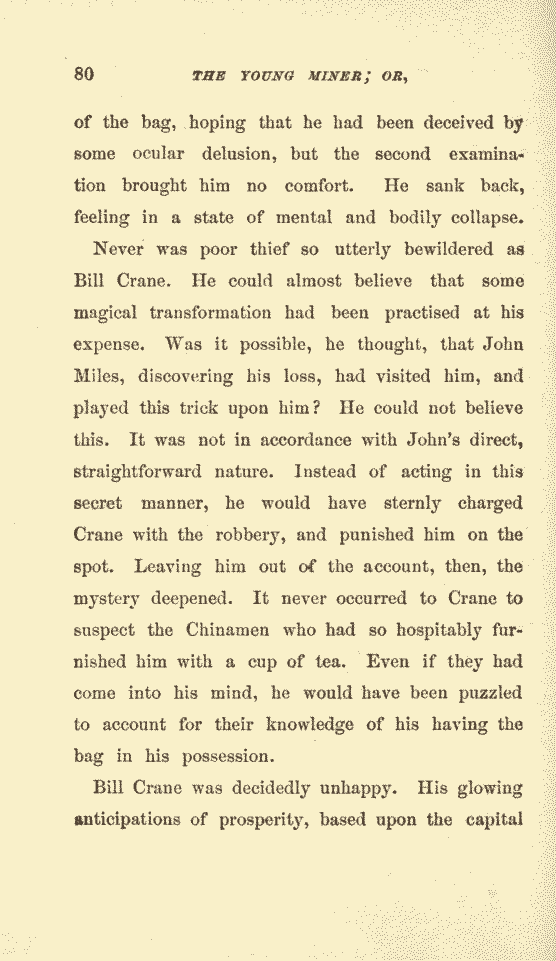 80 THE YOUNG MINER; OR,
of the bag, hoping that he had been deceived by
some ocular delusion, but the second examina-
tion brought him no comfort. He sank back,
feeling in a state of mental and bodily collapse.
Never was poor thief so utterly bewildered as
Bill Crane. He could almost believe that some
magical transformation had been practised at his
expense. Was it possible, he thought, that John
Miles, discovering his loss, had visited him, and
played this trick upon him? He could not believe
this. It was not in accordance with John's direct,
straightforward nature. Instead of acting in this
secret manner, he would have sternly charged
Crane with the robbery, and punished him on the
spot. Leaving him out of the account, then, the
mystery deepened. It never occurred to Crane to
suspect the Chinamen who had so hospitably fur-
nished him with a cup of tea. Even if they had
come into his mind, he would have been puzzled
to account for their knowledge of his having the
bag in his possession.
Bill Crane was decidedly unhappy. His glowing
anticipations of prosperity, based upon the capital